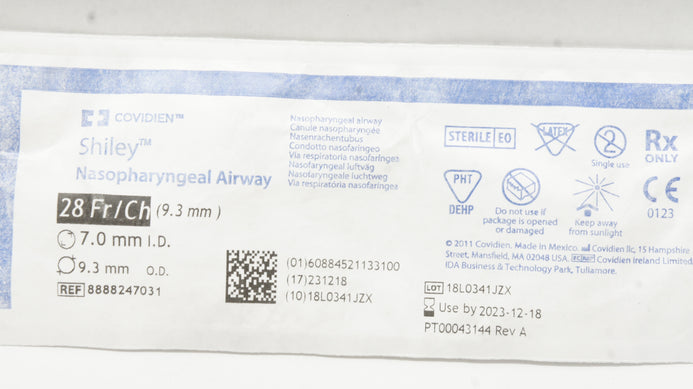 COVIDIEN™
Shiley™
Nasopharyngeal Airway
28 Fr/Ch (9.3 mm )
7.0 mm I.D.
9.3 mm O.D.
REF 8888247031
Nasopharyngeal airway
Canule nasopharyngée
Nasenrachentubus
Condotto nasofaringeo
Vía respiratoria nasofaríngea
Nasofaryngeal luftväg
Nasofaryngeale luchtweg
Via respiratória nasofaríngea
(01)60884521133100
(17)231218
(10)18L0341JZX
STERILE EO
LATEX
2
Single use
Rx
ONLY
PHT
DEHP
Do not use if
package is opened
or damaged
Keep away
from sunlight
CE
0123
© 2011 Covidien. Made in Mexico. Covidien llc, 15 Hampshire
Street, Mansfield, MA 02048 USA. EC REP Covidien Ireland Limited,
IDA Business & Technology Park, Tullamore.
LOT 18L0341JZX
Use by 2023-12-18
PT00043144 Rev A